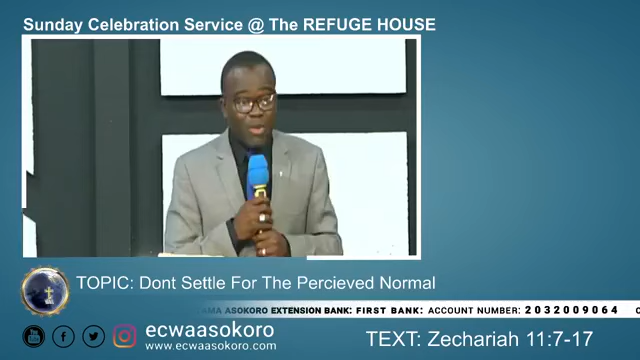 Sunday Celebration Service @ The REFUGE HOUSE
TOPIC: Dont Settle For The Percieved Normal
ASOKORO EXTENSION BANK: FIRST BANK: ACCOUNT NUMBER: 2032009064
ecwaasokoro
www.ecwaasokoro.com
TEXT: Zechariah 11:7-17